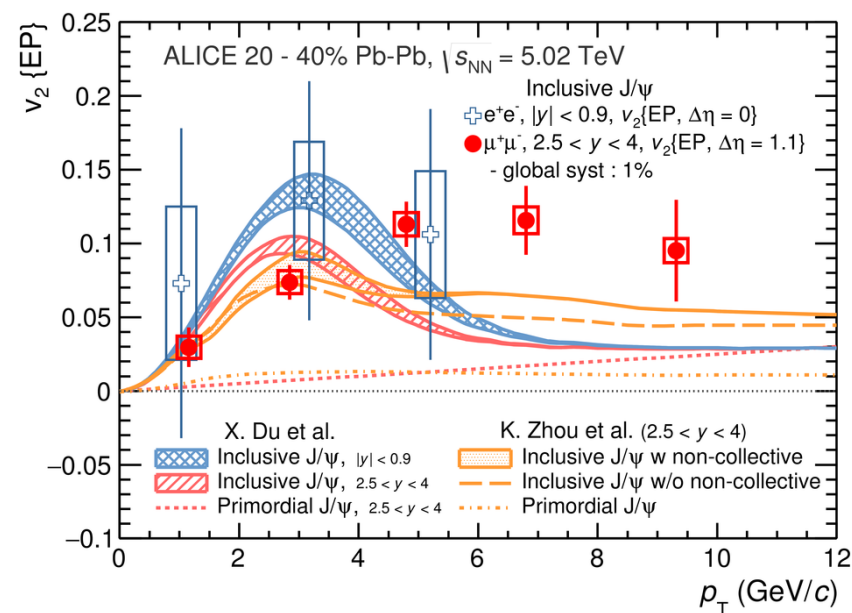 ALICE 20 - 40% Pb-Pb, √sNN = 5.02 TeV
Inclusive J/ψ
e⁺e⁻, |y| < 0.9, v₂{EP, Δη = 0}
μ⁺μ⁻, 2.5 < y < 4, v₂{EP, Δη = 1.1}
- global syst : 1%
v₂ {EP}
0.25
0.2
0.15
0.1
0.05
0
−0.05
−0.1
X. Du et al.
Inclusive J/ψ, |y| < 0.9
Inclusive J/ψ, 2.5 < y < 4
Primordial J/ψ, 2.5 < y < 4
K. Zhou et al. (2.5 < y < 4)
Inclusive J/ψ w non-collective
Inclusive J/ψ w/o non-collective
Primordial J/ψ
0 2 4 6 8 10 12
p_T (GeV/c)